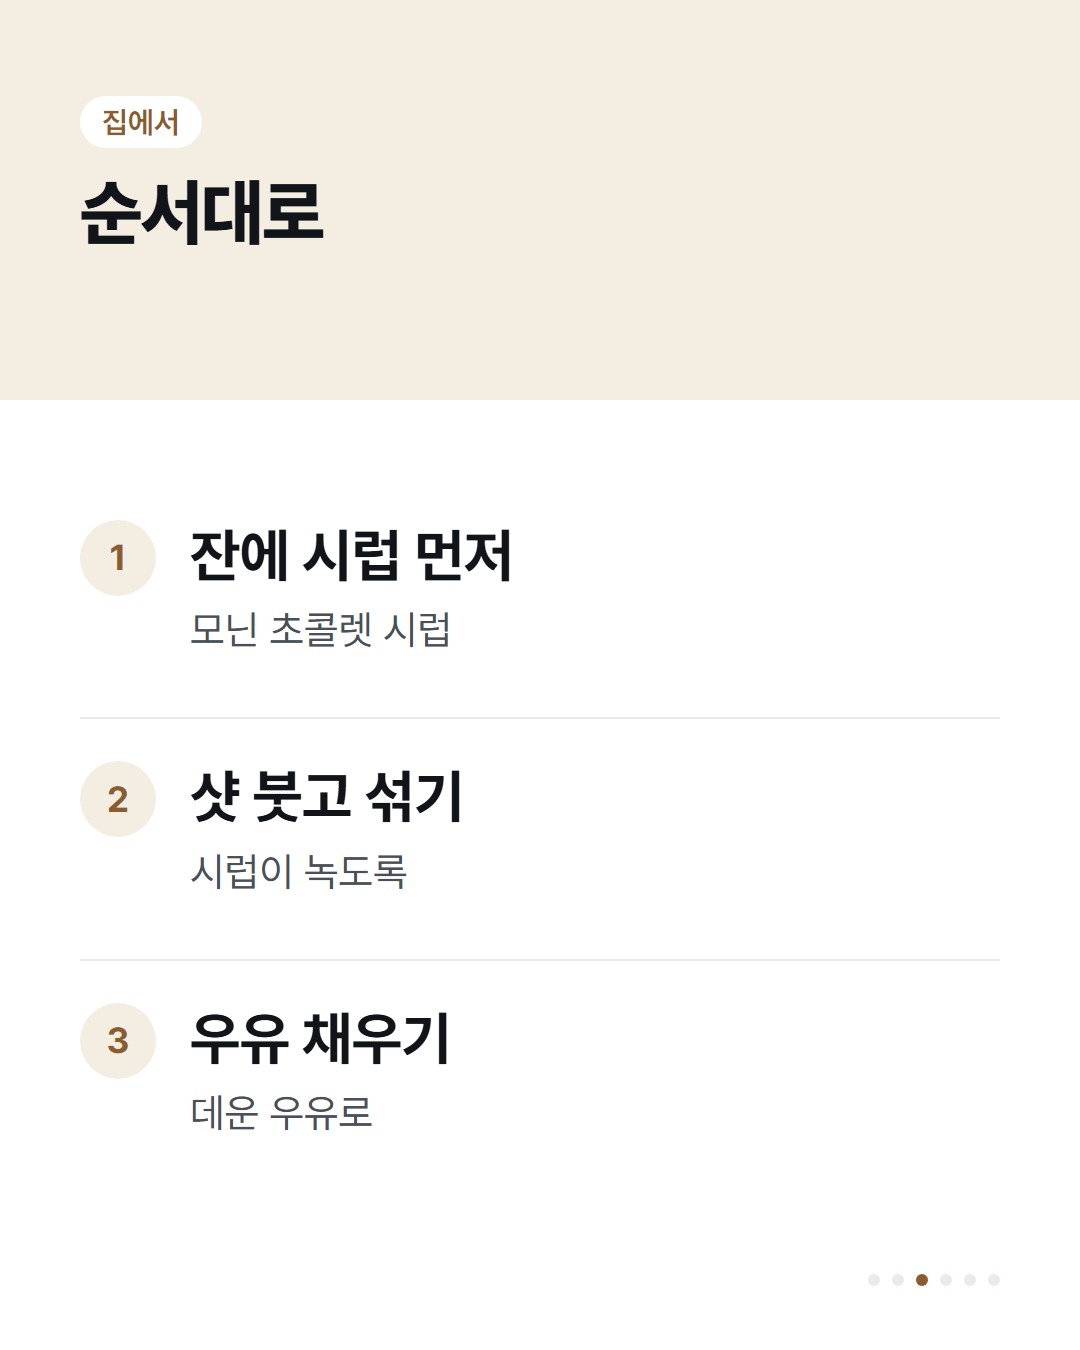 집에서
순서대로
1
잔에 시럽 먼저
모닌 초콜렛 시럽
2
샷 붓고 섞기
시럽이 녹도록
3
우유 채우기
데운 우유로